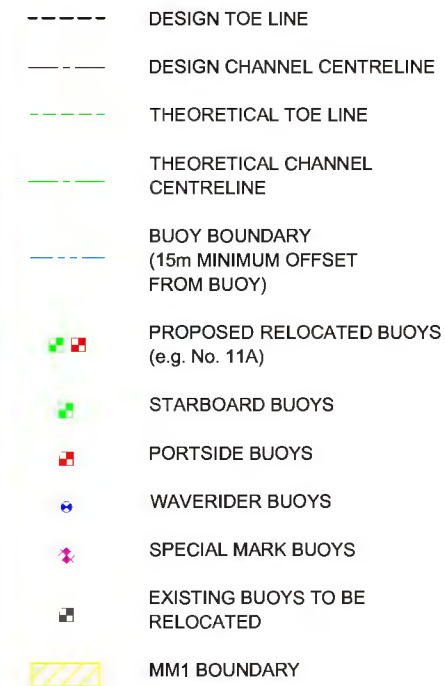 DESIGN TOE LINE
DESIGN CHANNEL CENTRELINE
THEORETICAL TOE LINE
THEORETICAL CHANNEL
CENTRELINE
BUOY BOUNDARY
(15m MINIMUM OFFSET
FROM BUOY)
PROPOSED RELOCATED BUOYS
(e.g. No. 11A)
STARBOARD BUOYS
PORTSIDE BUOYS
WAVERIDER BUOYS
SPECIAL MARK BUOYS
EXISTING BUOYS TO BE
RELOCATED
MM1 BOUNDARY